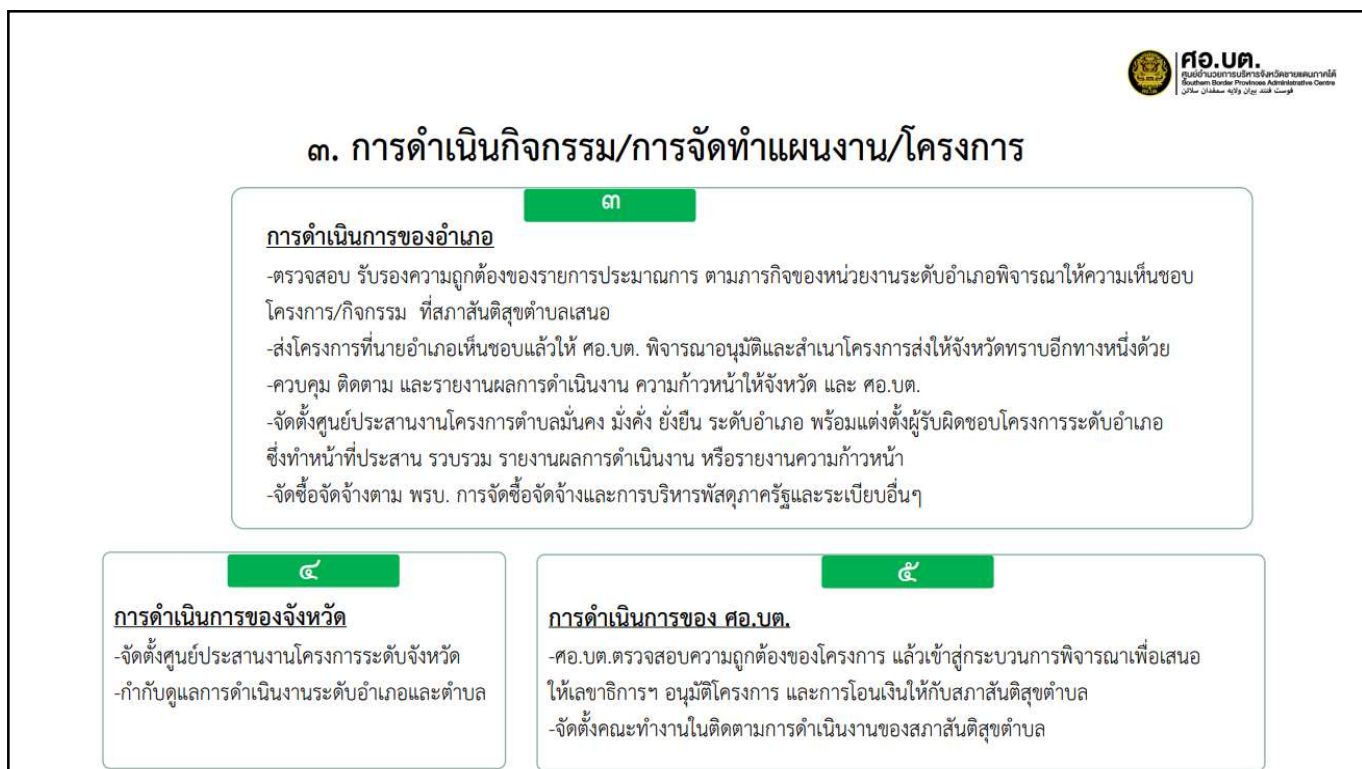 ศอ.บต.
ศูนย์อำนวยการบริหารจังหวัดชายแดนภาคใต้
Southern Border Provinces Administrative Centre
๓. การดำเนินกิจกรรม/การจัดทำแผนงาน/โครงการ
๓
การดำเนินการของอำเภอ
-ตรวจสอบ รับรองความถูกต้องของรายการประมาณการ ตามภารกิจของหน่วยงานระดับอำเภอพิจารณาให้ความเห็นชอบ
โครงการ/กิจกรรม ที่สภาสันติสุขตำบลเสนอ
-ส่งโครงการที่นายอำเภอเห็นชอบแล้วให้ ศอ.บต. พิจารณาอนุมัติและสำเนาโครงการส่งให้จังหวัดทราบอีกทางหนึ่งด้วย
-ควบคุม ติดตาม และรายงานผลการดำเนินงาน ความก้าวหน้าให้จังหวัด และ ศอ.บต.
-จัดตั้งศูนย์ประสานงานโครงการตำบลมั่นคง มั่งคั่ง ยั่งยืน ระดับอำเภอ พร้อมแต่งตั้งผู้รับผิดชอบโครงการระดับอำเภอ
ซึ่งทำหน้าที่ประสาน รวบรวม รายงานผลการดำเนินงาน หรือรายงานความก้าวหน้า
-จัดซื้อจัดจ้างตาม พรบ. การจัดซื้อจัดจ้างและการบริหารพัสดุภาครัฐและระเบียบอื่นๆ
๔
การดำเนินการของจังหวัด
-จัดตั้งศูนย์ประสานงานโครงการระดับจังหวัด
-กำกับดูแลการดำเนินงานระดับอำเภอและตำบล
๕
การดำเนินการของ ศอ.บต.
-ศอ.บต.ตรวจสอบความถูกต้องของโครงการ แล้วเข้าสู่กระบวนการพิจารณาเพื่อเสนอ
ให้เลขาธิการฯ อนุมัติโครงการ และการโอนเงินให้กับสภาสันติสุขตำบล
-จัดตั้งคณะทำงานในติดตามการดำเนินงานของสภาสันติสุขตำบล